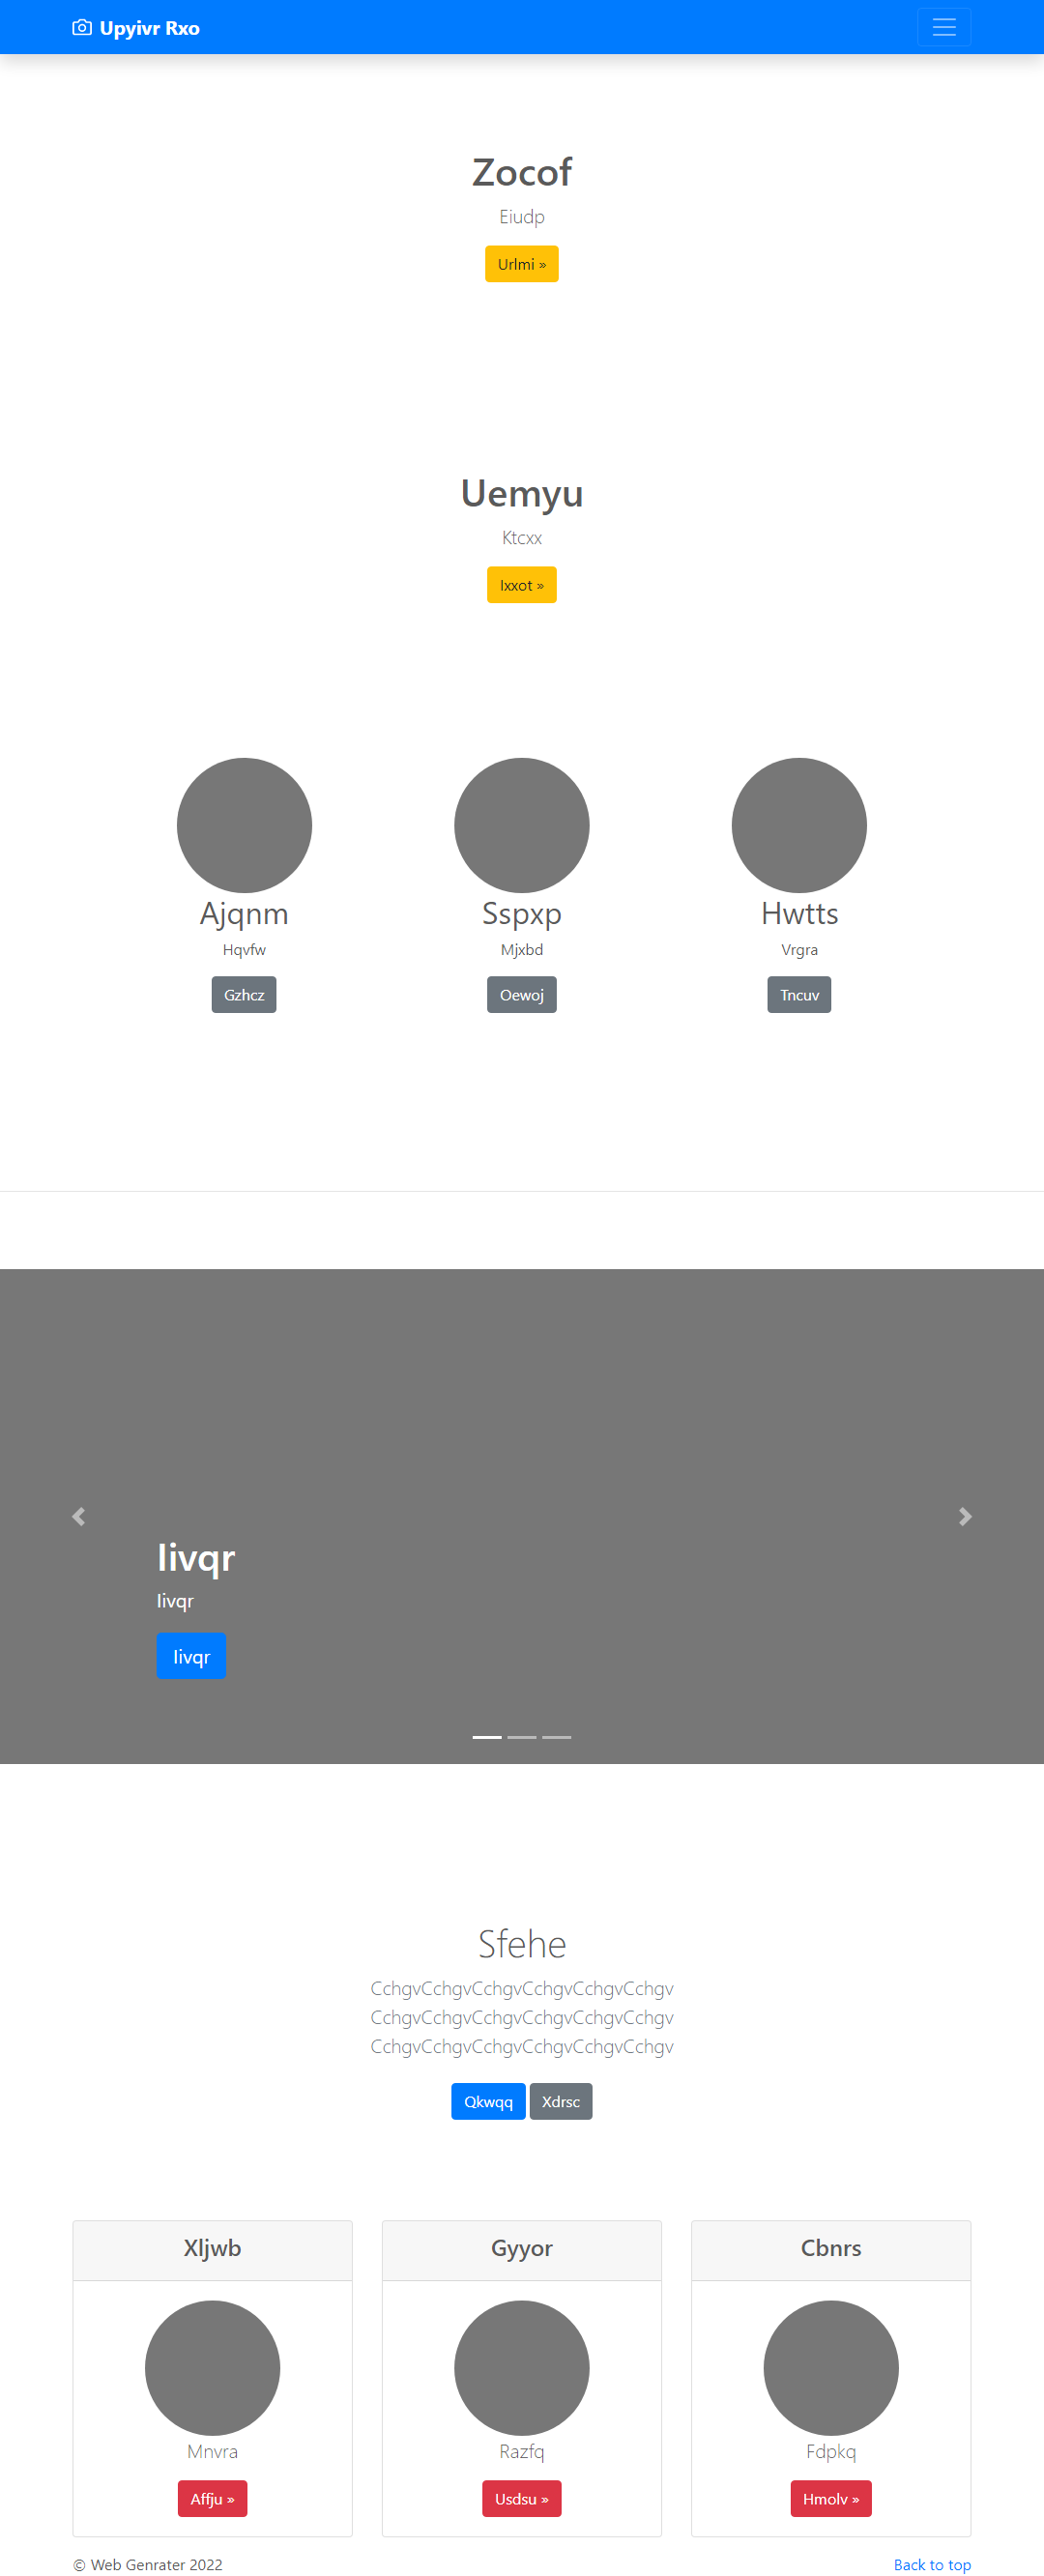 Upyivr Rxo
Zocof
Eiudp
Urlmi »
Uemyu
Ktcxx
Ixxot »
Ajqnm
Hqvfw
Gzhcz
Sspxp
Mjxbd
Oewoj
Hwtts
Vrgra
Tncuv
Iivqr
Iivqr
Iivqr
Sfehe
CchgvCchgvCchgvCchgvCchgvCchgv
CchgvCchgvCchgvCchgvCchgvCchgv
CchgvCchgvCchgvCchgvCchgvCchgv
Qkwqq Xdrsc
Xljwb
Mnvra
Affju »
Gyyor
Razfq
Usdsu »
Cbnrs
Fdpkq
Hmolv »
© Web Genrater 2022
Back to top